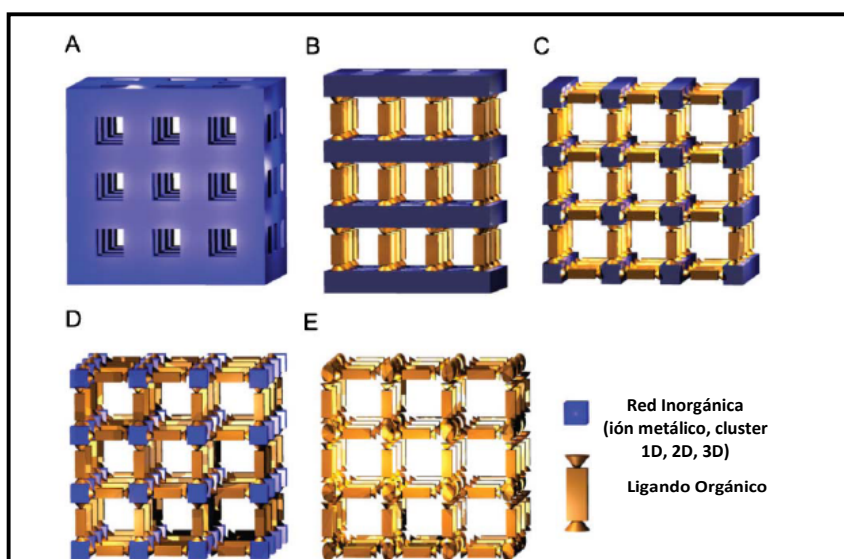 A
B
C
D
E
Red Inorgánica
(ión metálico, cluster
1D, 2D, 3D)
Ligando Orgánico